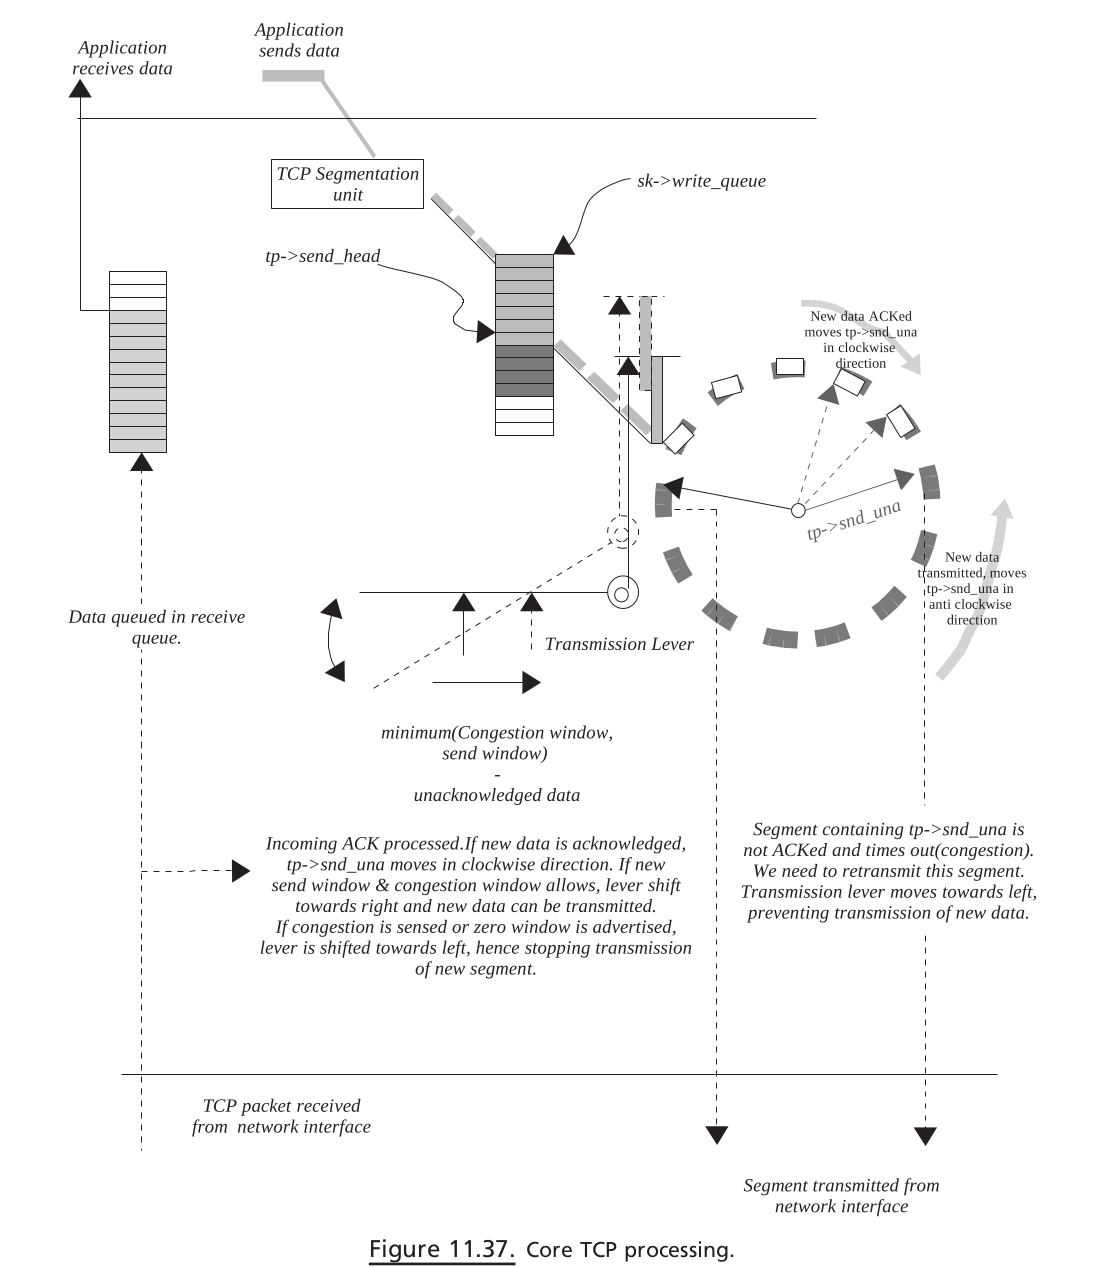 Application
sends data
Application
receives data
TCP Segmentation
unit
sk->write_queue
tp->send_head
New data ACKed
moves tp->snd_una
in clockwise
direction
tp->snd_una
New data
transmitted, moves
tp->snd_una in
anti clockwise
direction
Data queued in receive
queue.
Transmission Lever
minimum(Congestion window,
send window)
-
unacknowledged data
Incoming ACK processed.If new data is acknowledged,
tp->snd_una moves in clockwise direction. If new
send window & congestion window allows, lever shift
towards right and new data can be transmitted.
If congestion is sensed or zero window is advertised,
lever is shifted towards left, hence stopping transmission
of new segment.
Segment containing tp->snd_una is
not ACKed and times out(congestion).
We need to retransmit this segment.
Transmission lever moves towards left,
preventing transmission of new data.
TCP packet received
from network interface
Segment transmitted from
network interface
Figure 11.37. Core TCP processing.